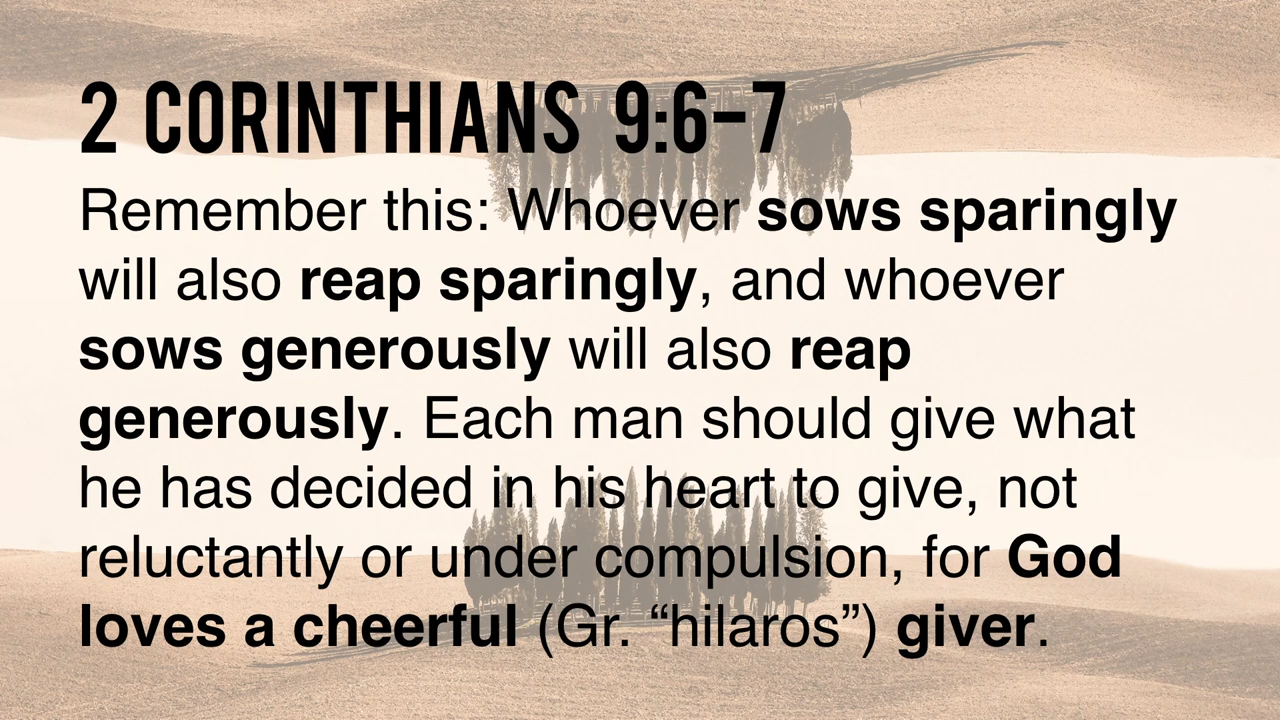 2 CORINTHIANS 9:6–7
Remember this: Whoever sows sparingly
will also reap sparingly, and whoever
sows generously will also reap
generously. Each man should give what
he has decided in his heart to give, not
reluctantly or under compulsion, for God
loves a cheerful (Gr. “hilaros”) giver.